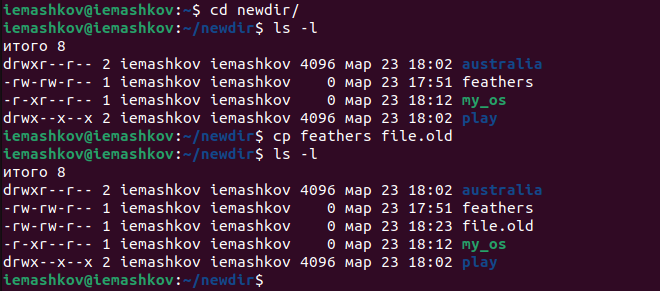 iemashkov@iemashkov:~$ cd newdir/
iemashkov@iemashkov:~/newdir$ ls -l
итого 8
drwxr--r-- 2 iemashkov iemashkov 4096 мар 23 18:02 australia
-rw-rw-r-- 1 iemashkov iemashkov    0 мар 23 17:51 feathers
-r-xr--r-- 1 iemashkov iemashkov    0 мар 23 18:12 my_os
drwx--x--x 2 iemashkov iemashkov 4096 мар 23 18:02 play
iemashkov@iemashkov:~/newdir$ cp feathers file.old
iemashkov@iemashkov:~/newdir$ ls -l
итого 8
drwxr--r-- 2 iemashkov iemashkov 4096 мар 23 18:02 australia
-rw-rw-r-- 1 iemashkov iemashkov    0 мар 23 17:51 feathers
-rw-rw-r-- 1 iemashkov iemashkov    0 мар 23 18:23 file.old
-r-xr--r-- 1 iemashkov iemashkov    0 мар 23 18:12 my_os
drwx--x--x 2 iemashkov iemashkov 4096 мар 23 18:02 play
iemashkov@iemashkov:~/newdir$